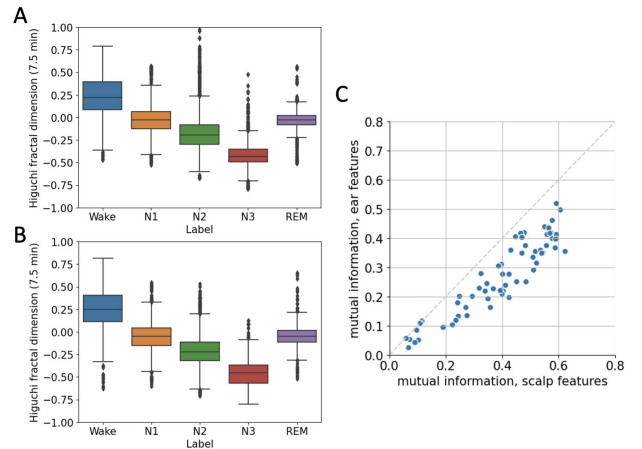 A
Higuchi fractal dimension (7.5 min)
1.00
0.75
0.50
0.25
0.00
−0.25
−0.50
−0.75
−1.00
Wake N1 N2 N3 REM
Label
B
Higuchi fractal dimension (7.5 min)
1.00
0.75
0.50
0.25
0.00
−0.25
−0.50
−0.75
−1.00
Wake N1 N2 N3 REM
Label
C
mutual information, ear features
0.8
0.7
0.6
0.5
0.4
0.3
0.2
0.1
0.0
0.0 0.2 0.4 0.6 0.8
mutual information, scalp features